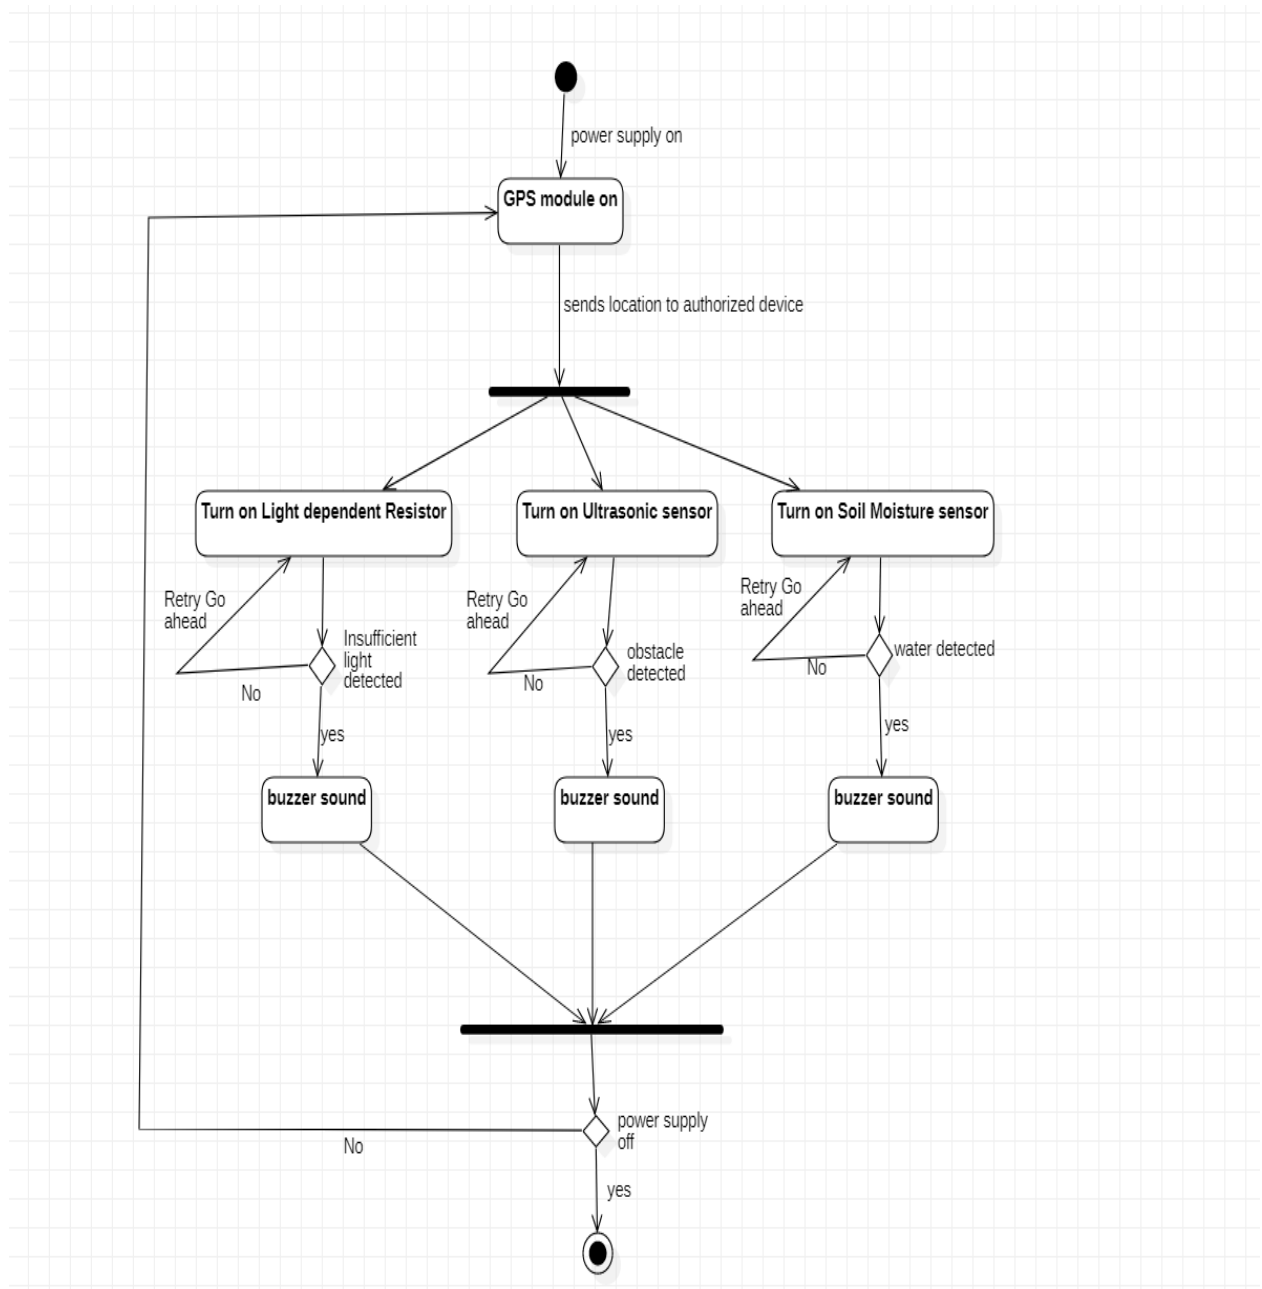 power supply on
GPS module on
sends location to authorized device
Turn on Light dependent Resistor
Turn on Ultrasonic sensor
Turn on Soil Moisture sensor
Retry Go
ahead
Retry Go
ahead
Retry Go
ahead
Insufficient
light
detected
obstacle
detected
water detected
No
No
No
yes
yes
yes
buzzer sound
buzzer sound
buzzer sound
power supply
off
No
yes